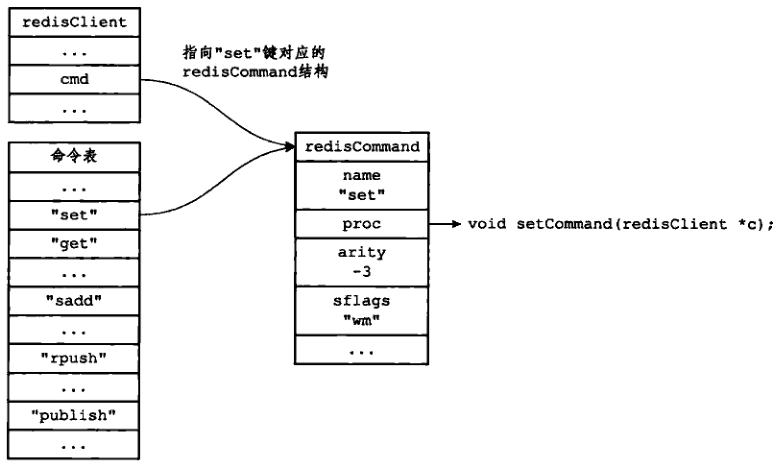 redisClient
...
cmd
...
指向"set"键对应的
redisCommand结构
命令表
...
"set"
"get"
...
"sadd"
...
"rpush"
...
"publish"
...
redisCommand
name
"set"
proc
arity
-3
sflags
"wm"
...
void setCommand(redisClient *c);